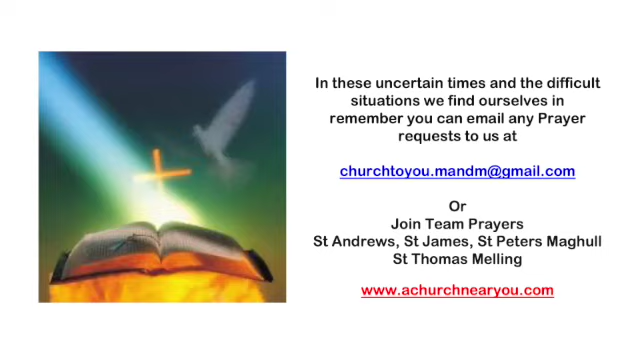 In these uncertain times and the difficult
situations we find ourselves in
remember you can email any Prayer
requests to us at
churchtoyou.mandm@gmail.com
Or
Join Team Prayers
St Andrews, St James, St Peters Maghull
St Thomas Melling
www.achurchnearyou.com